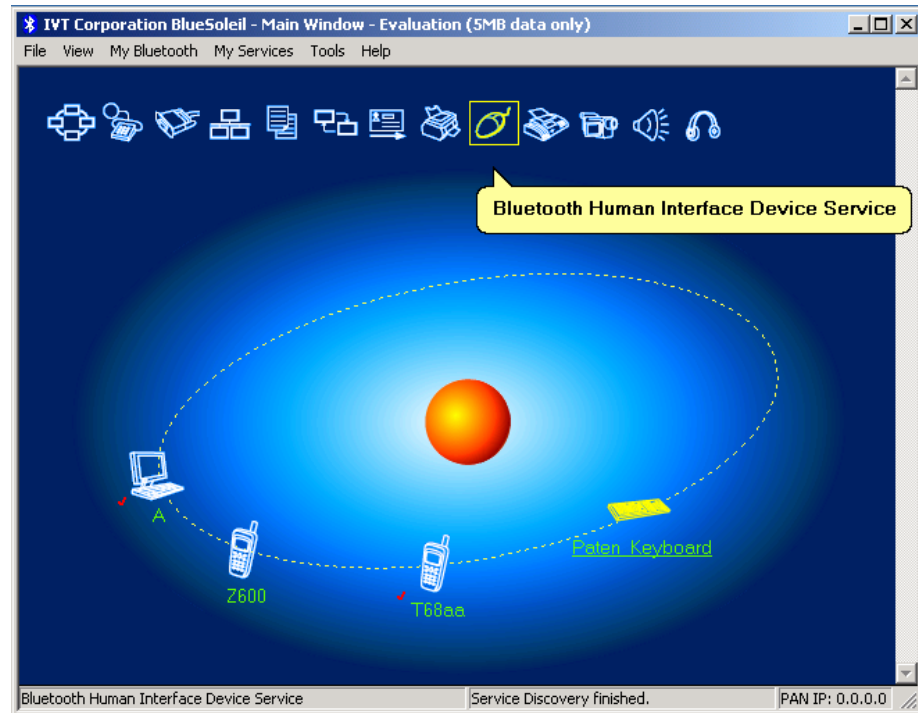 IVT Corporation BlueSoleil - Main Window - Evaluation (5MB data only)
File View My Bluetooth My Services Tools Help
Bluetooth Human Interface Device Service
A
Paten Keyboard
Z600
T68aa
Bluetooth Human Interface Device Service Service Discovery finished. PAN IP: 0.0.0.0